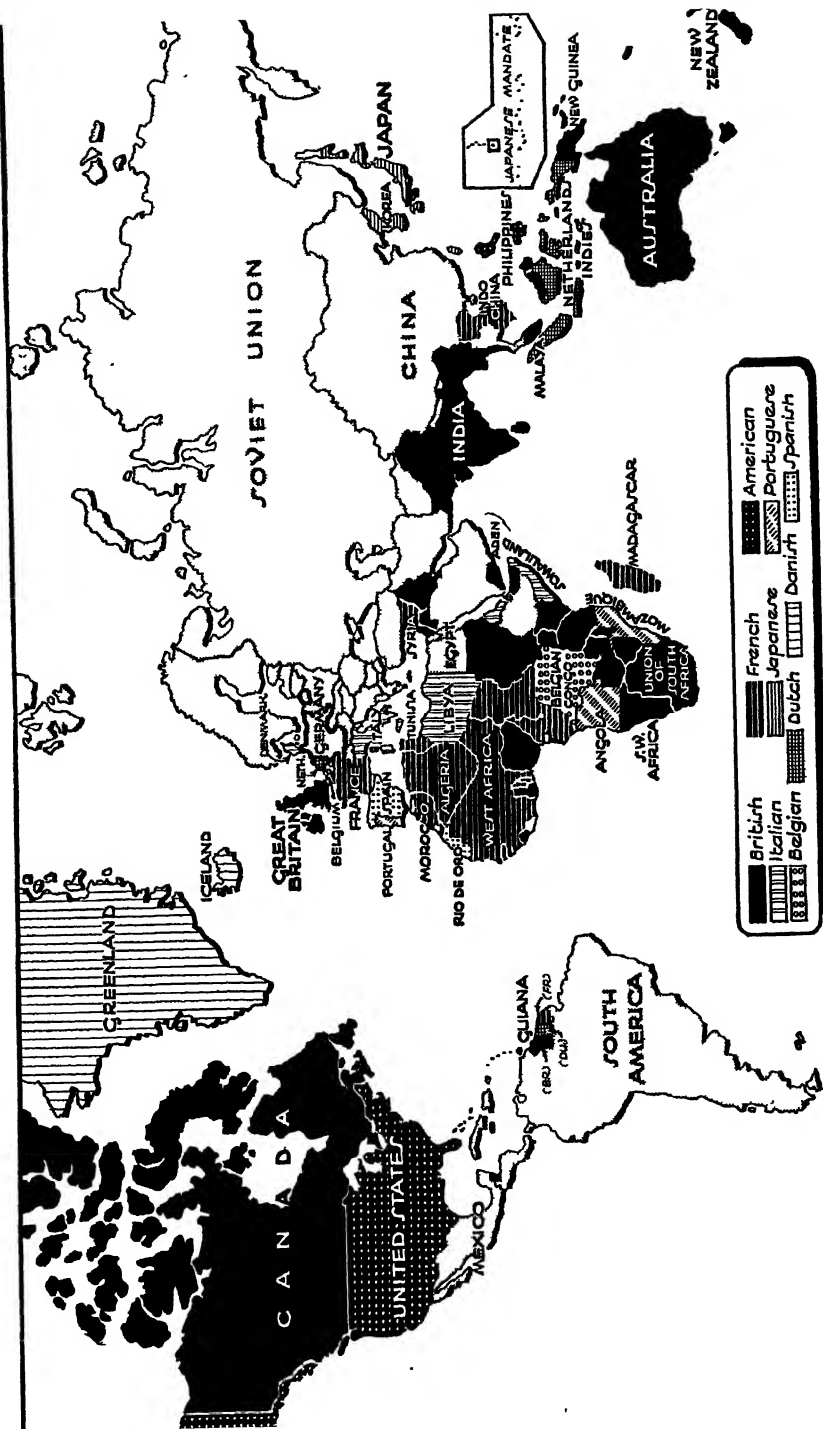 GREENLAND
ICELAND
CANADA
UNITED STATES
MEXICO
GUIANA
(BR)
(DU)
(FR)
SOUTH
AMERICA
GREAT
BRITAIN
DENMARK
NETH.
GERMANY
BELGIUM
FRANCE
PORTUGAL
SPAIN
MOROCCO
RIO DE ORO
ALGERIA
TUNISIA
LIBYA
WEST AFRICA
SYRIA
EGYPT
BELGIAN
CONGO
ANGO
S.W.
AFRICA
UNION
OF
SOUTH
AFRICA
MOZAMBIQUE
MADAGASCAR
SOMALILAND
ADEN
SOVIET UNION
CHINA
INDIA
KOREA
JAPAN
INDO
CHINA
MALAYA
PHILIPPINES
JAPANESE MANDATE
NETHERLANDS
INDIES
NEW GUINEA
AUSTRALIA
NEW
ZEALAND
British
French
American
Italian
Japanese
Portuguese
Belgian
Dutch
Danish
Spanish